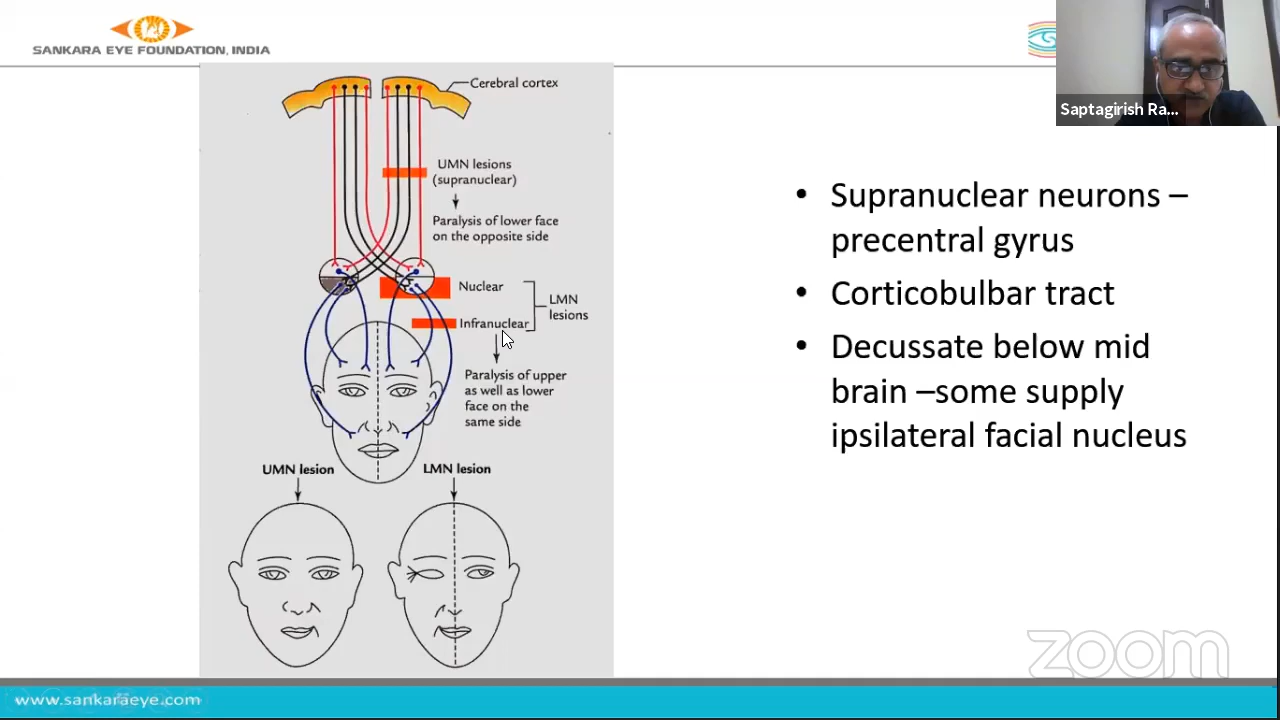 SANKARA EYE FOUNDATION, INDIA
Saptagirish Ra...
Cerebral cortex
UMN lesions
(supranuclear)
Paralysis of lower face
on the opposite side
Nuclear
LMN
lesions
Infranuclear
Paralysis of upper
as well as lower
face on the
same side
UMN lesion
LMN lesion
• Supranuclear neurons –
precentral gyrus
• Corticobulbar tract
• Decussate below mid
brain –some supply
ipsilateral facial nucleus
zoom
www.sankaraeye.com